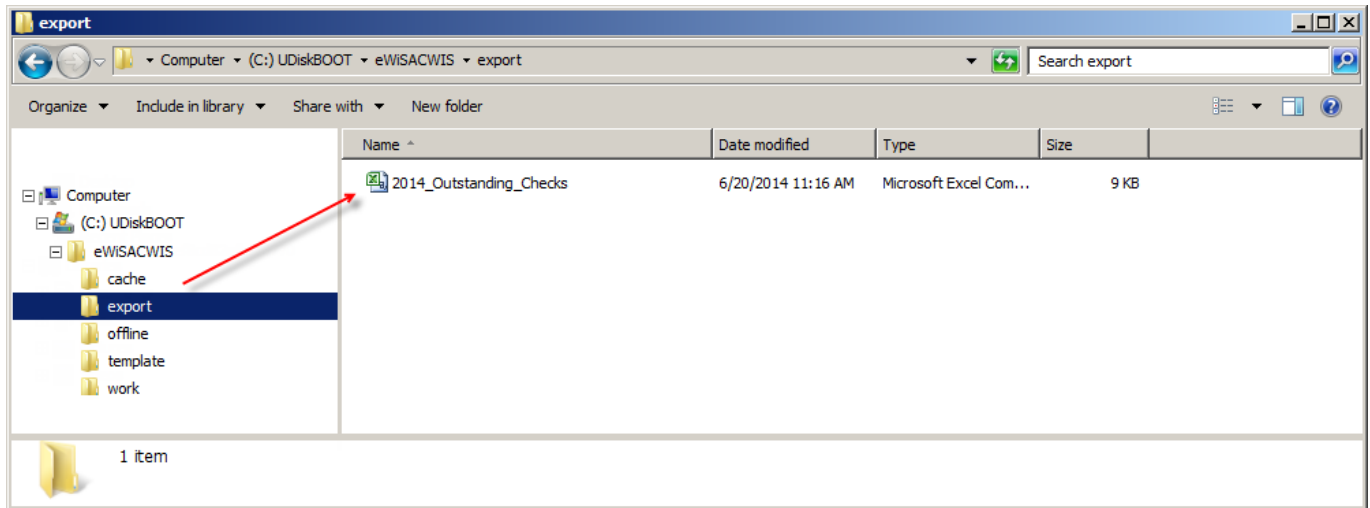 export
Computer (C:) UDiskBOOT eWiSACWIS export Search export
Organize Include in library Share with New folder
Name Date modified Type Size
2014_Outstanding_Checks 6/20/2014 11:16 AM Microsoft Excel Com... 9 KB
Computer
(C:) UDiskBOOT
eWiSACWIS
cache
export
offline
template
work
1 item